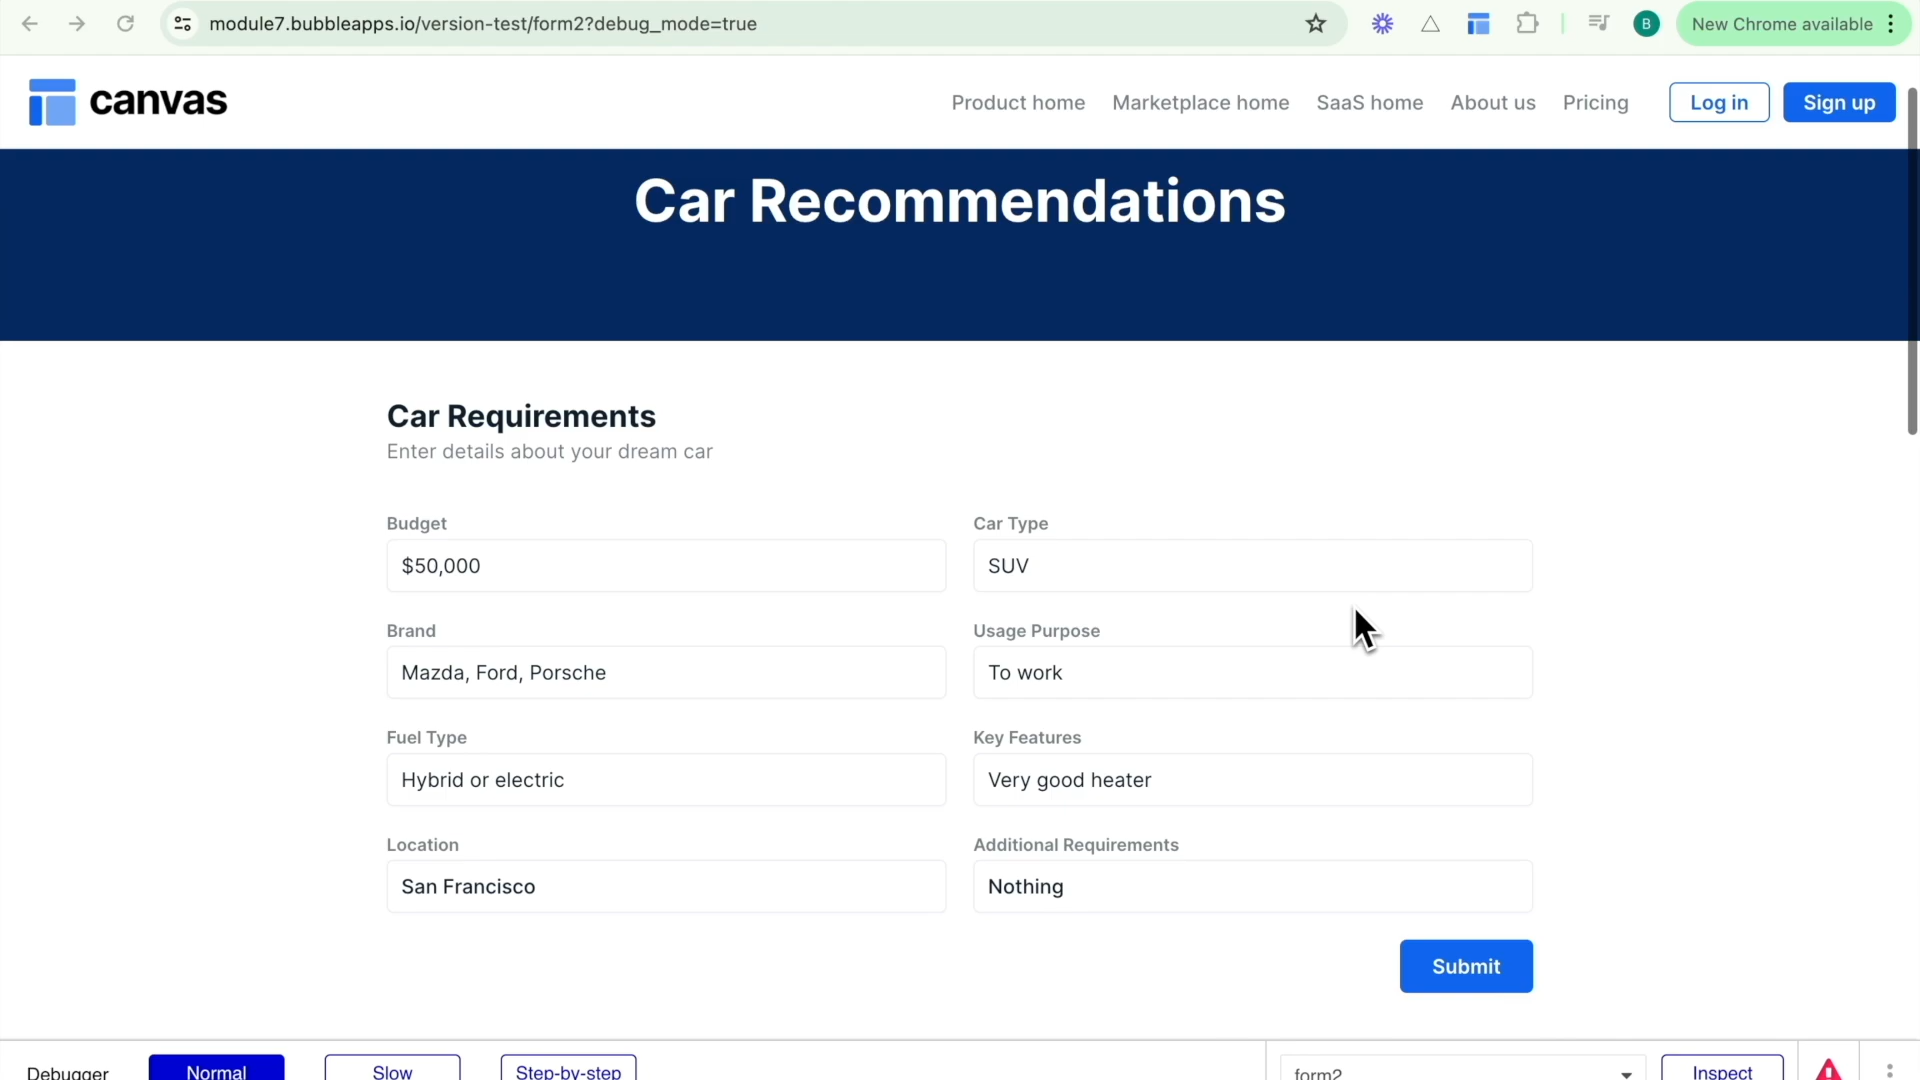 module7.bubbleapps.io/version-test/form2?debug_mode=true
B
New Chrome available
canvas
Product home
Marketplace home
SaaS home
About us
Pricing
Log in
Sign up
Car Recommendations
Car Requirements
Enter details about your dream car
Budget
Car Type
$50,000
SUV
Brand
Usage Purpose
Mazda, Ford, Porsche
To work
Fuel Type
Key Features
Hybrid or electric
Very good heater
Location
Additional Requirements
San Francisco
Nothing
Submit
Debugger
Normal
Slow
Step-by-step
form2
Inspect